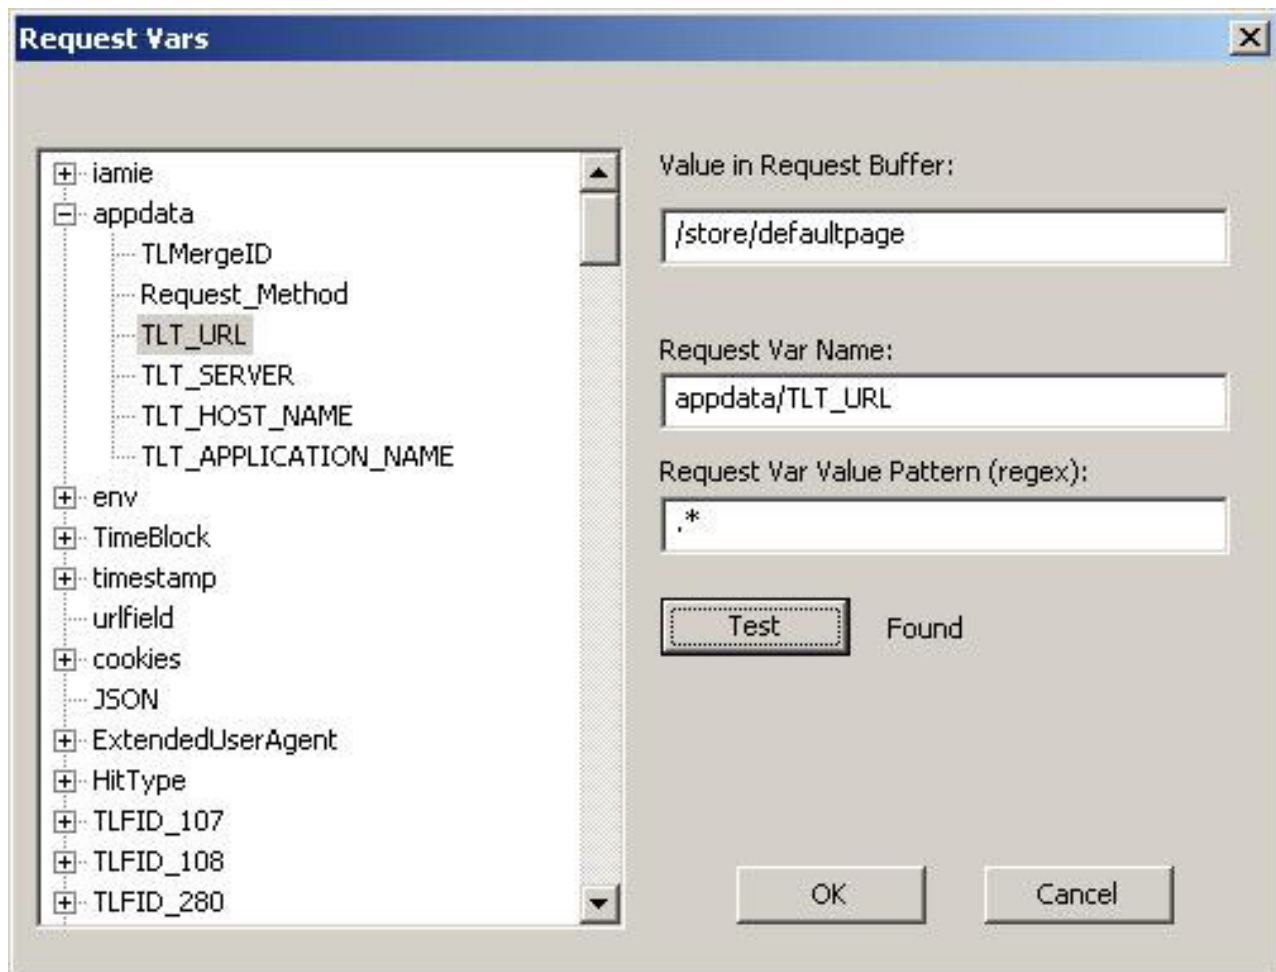 Request Vars
iamie
appdata
TLMergeID
Request_Method
TLT_URL
TLT_SERVER
TLT_HOST_NAME
TLT_APPLICATION_NAME
env
TimeBlock
timestamp
urlfield
cookies
JSON
ExtendedUserAgent
HitType
TLFID_107
TLFID_108
TLFID_280
Value in Request Buffer:
/store/defaultpage
Request Var Name:
appdata/TLT_URL
Request Var Value Pattern (regex):
.*
Test Found
OK Cancel